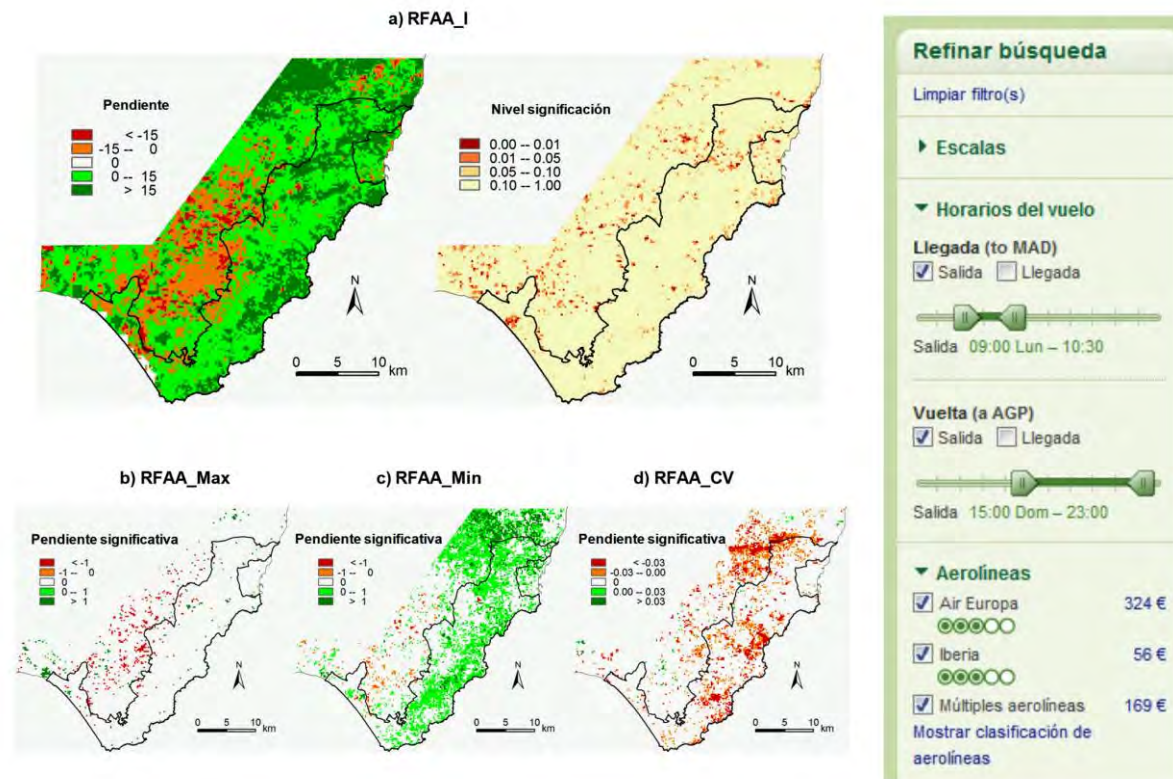 a) RFAA_I
Pendiente
< -15
-15 -- 0
0
0 -- 15
> 15
N
0 5 10
km
Nivel significación
0.00 -- 0.01
0.01 -- 0.05
0.05 -- 0.10
0.10 -- 1.00
N
0 5 10
km
b) RFAA_Max
Pendiente significativa
< -1
-1 -- 0
0
0 -- 1
> 1
N
0 5 10
km
c) RFAA_Min
Pendiente significativa
< -1
-1 -- 0
0
0 -- 1
> 1
N
0 5 10
km
d) RFAA_CV
Pendiente significativa
< -0.03
-0.03 -- 0.00
0
0.00 -- 0.03
> 0.03
N
0 5 10
km
Refinar búsqueda
Limpiar filtro(s)
Escalas
Horarios del vuelo
Llegada (to MAD)
Salida Llegada
Salida 09:00 Lun – 10:30
Vuelta (a AGP)
Salida Llegada
Salida 15:00 Dom – 23:00
Aerolíneas
Air Europa 324 €
Iberia 56 €
Múltiples aerolíneas 169 €
Mostrar clasificación de
aerolíneas